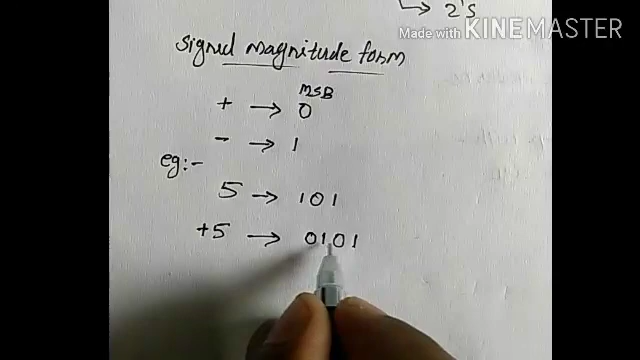 ↳ 2's
Made with KINEMASTER
signed magnitude form
MSB
+ → 0
- → 1
eg:-
5 → 101
+5 → 0101